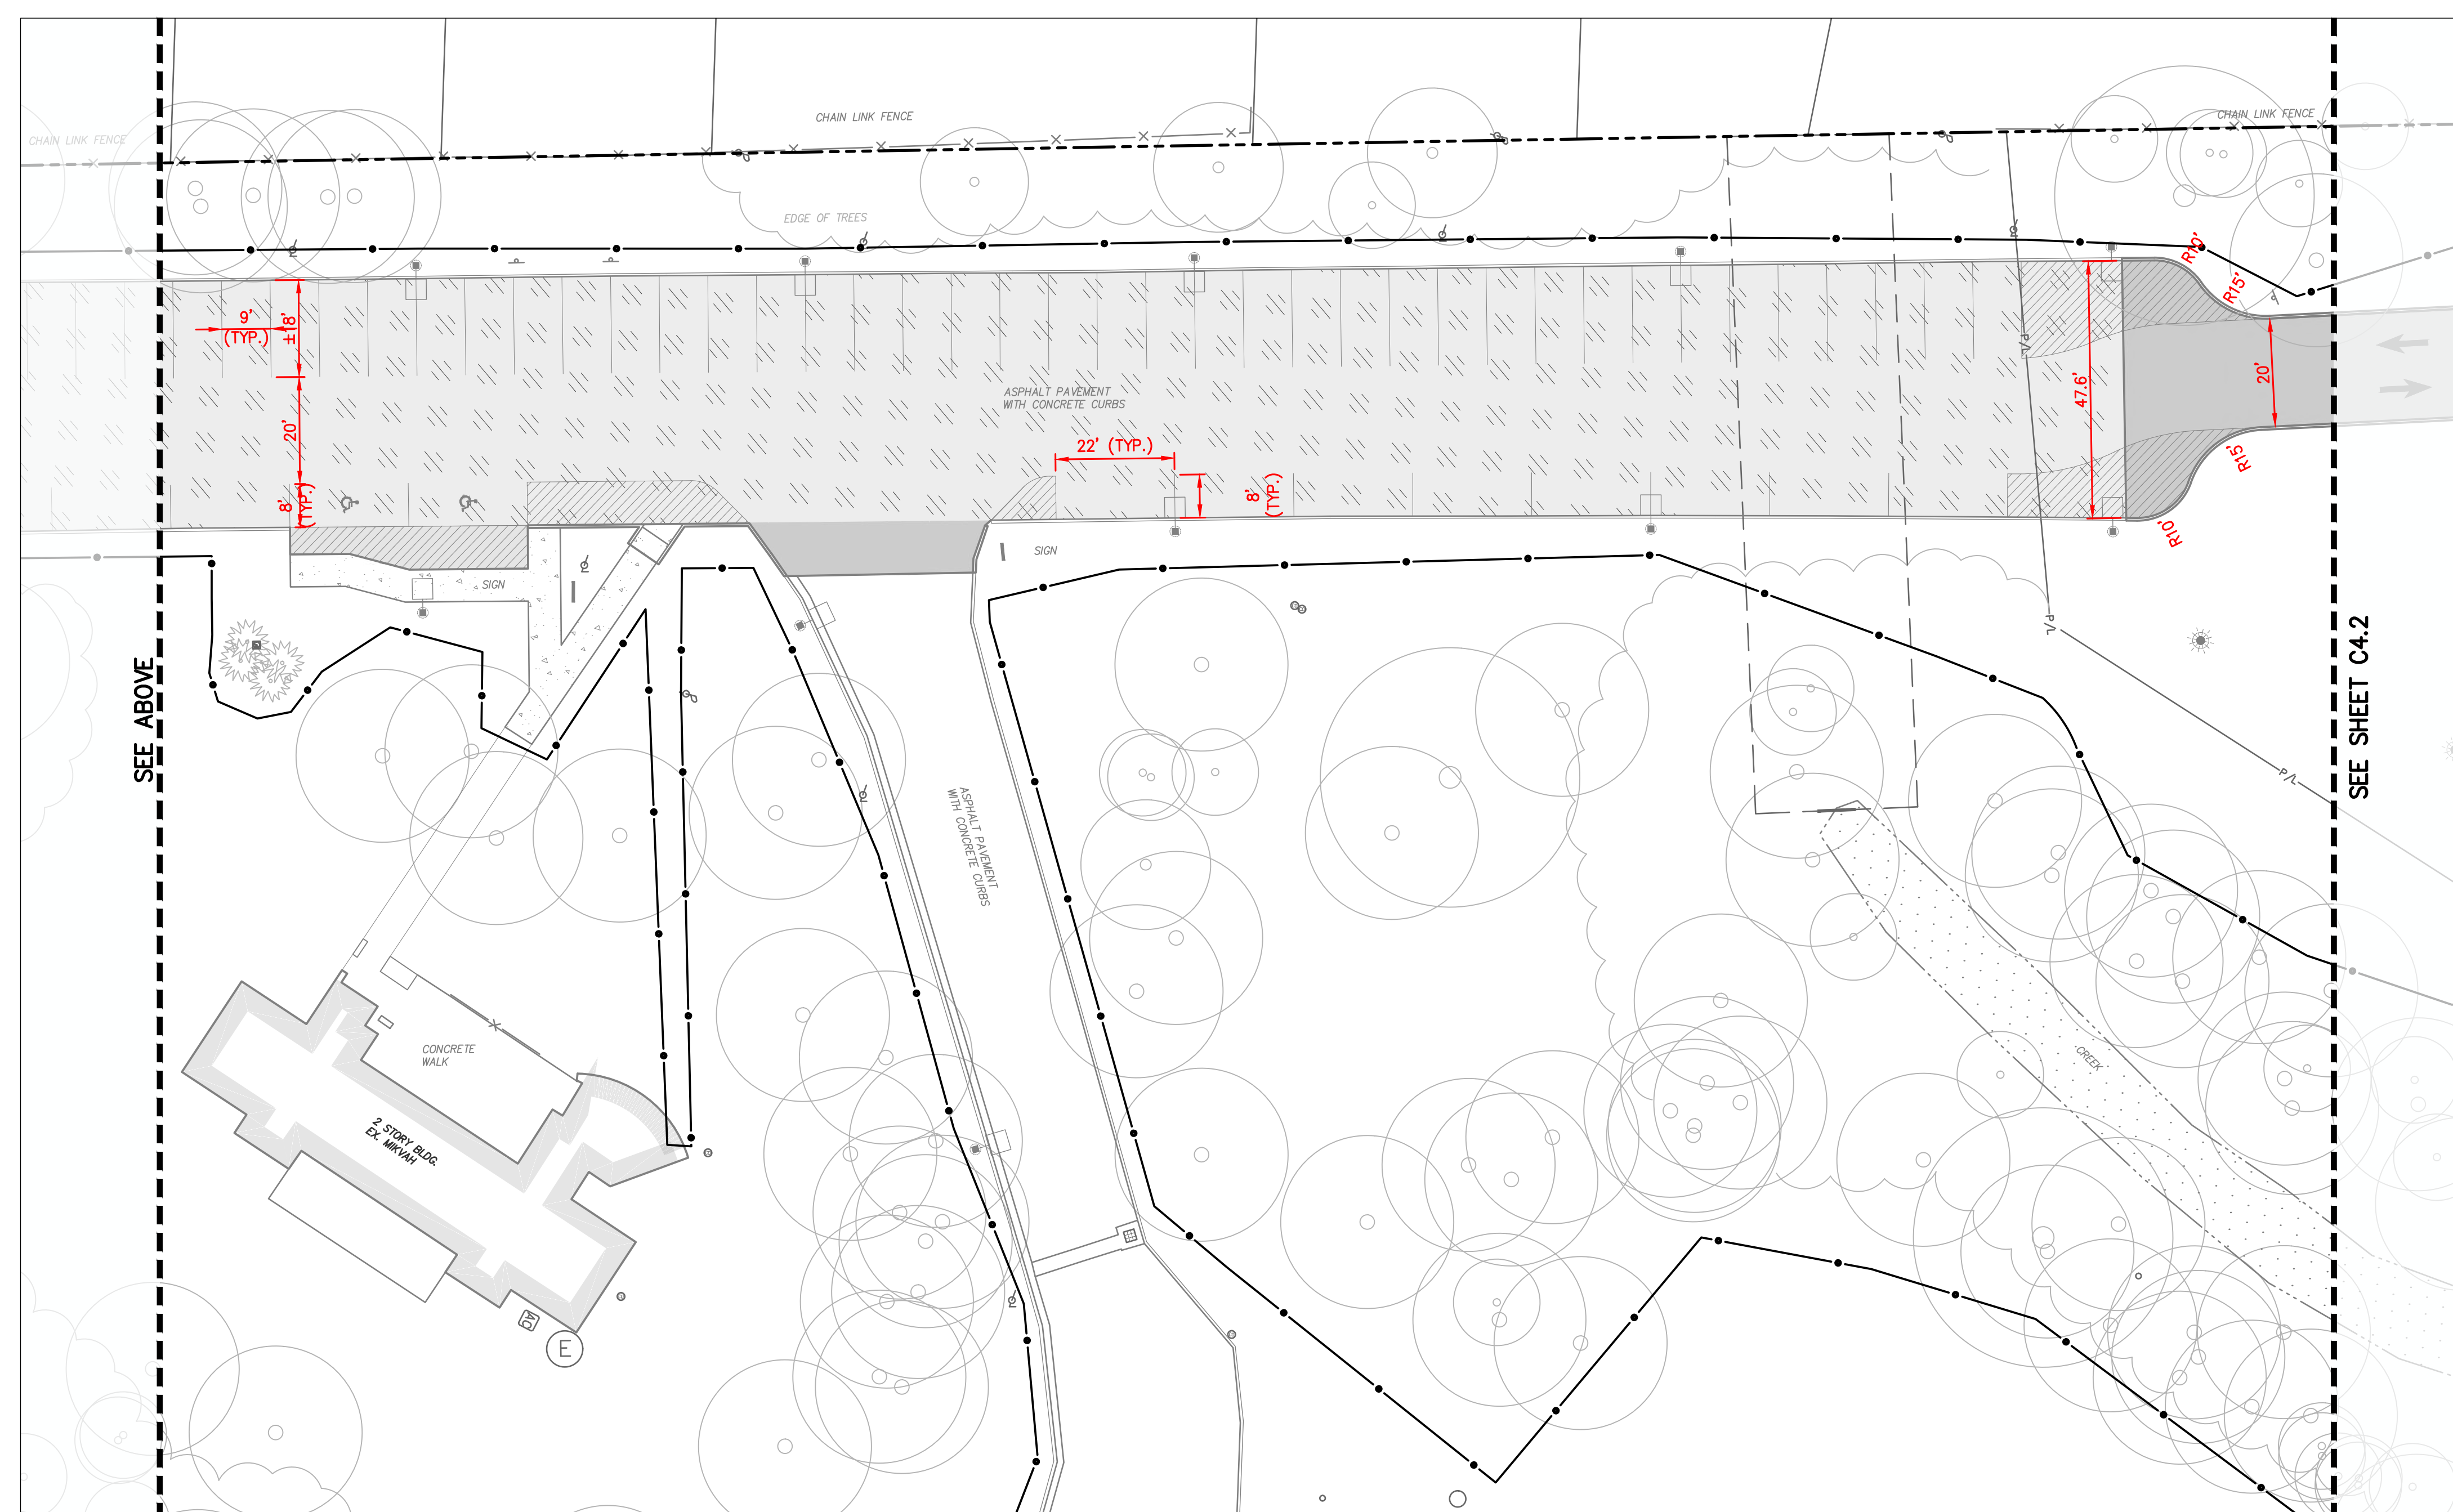 CHAIN LINK FENCE
CHAIN LINK FENCE
CHAIN LINK FENCE
EDGE OF TREES
R10'
R15'
9'
(TYP.)
±18'
P/L
20'
47.6'
ASPHALT PAVEMENT
WITH CONCRETE CURBS
20'
22' (TYP.)
8'
(TYP.)
8'
(TYP.)
R15'
R10'
SIGN
SIGN
P/L
SEE ABOVE
SEE SHEET C4.2
P/L
ASPHALT PAVEMENT
WITH CONCRETE CURBS
CONCRETE
WALK
CREEK
2 STORY BLDG.
EX. MIKVAH
AC
E